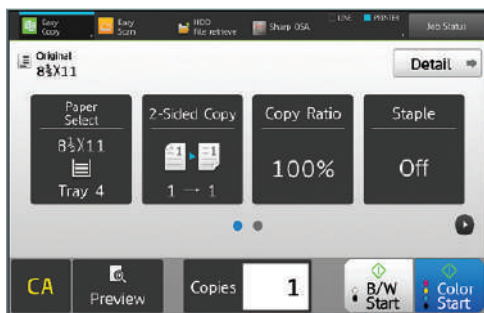 Easy Copy
Easy Scan
HDD File retrieve
Sharp OSA
LINE
PRINTER
Job Status
Original
8½X11
Detail
Paper Select
8½X11
Tray 4
2-Sided Copy
1 1
1 → 1
Copy Ratio
100%
Staple
Off
CA
Preview
Copies
1
B/W Start
Color Start